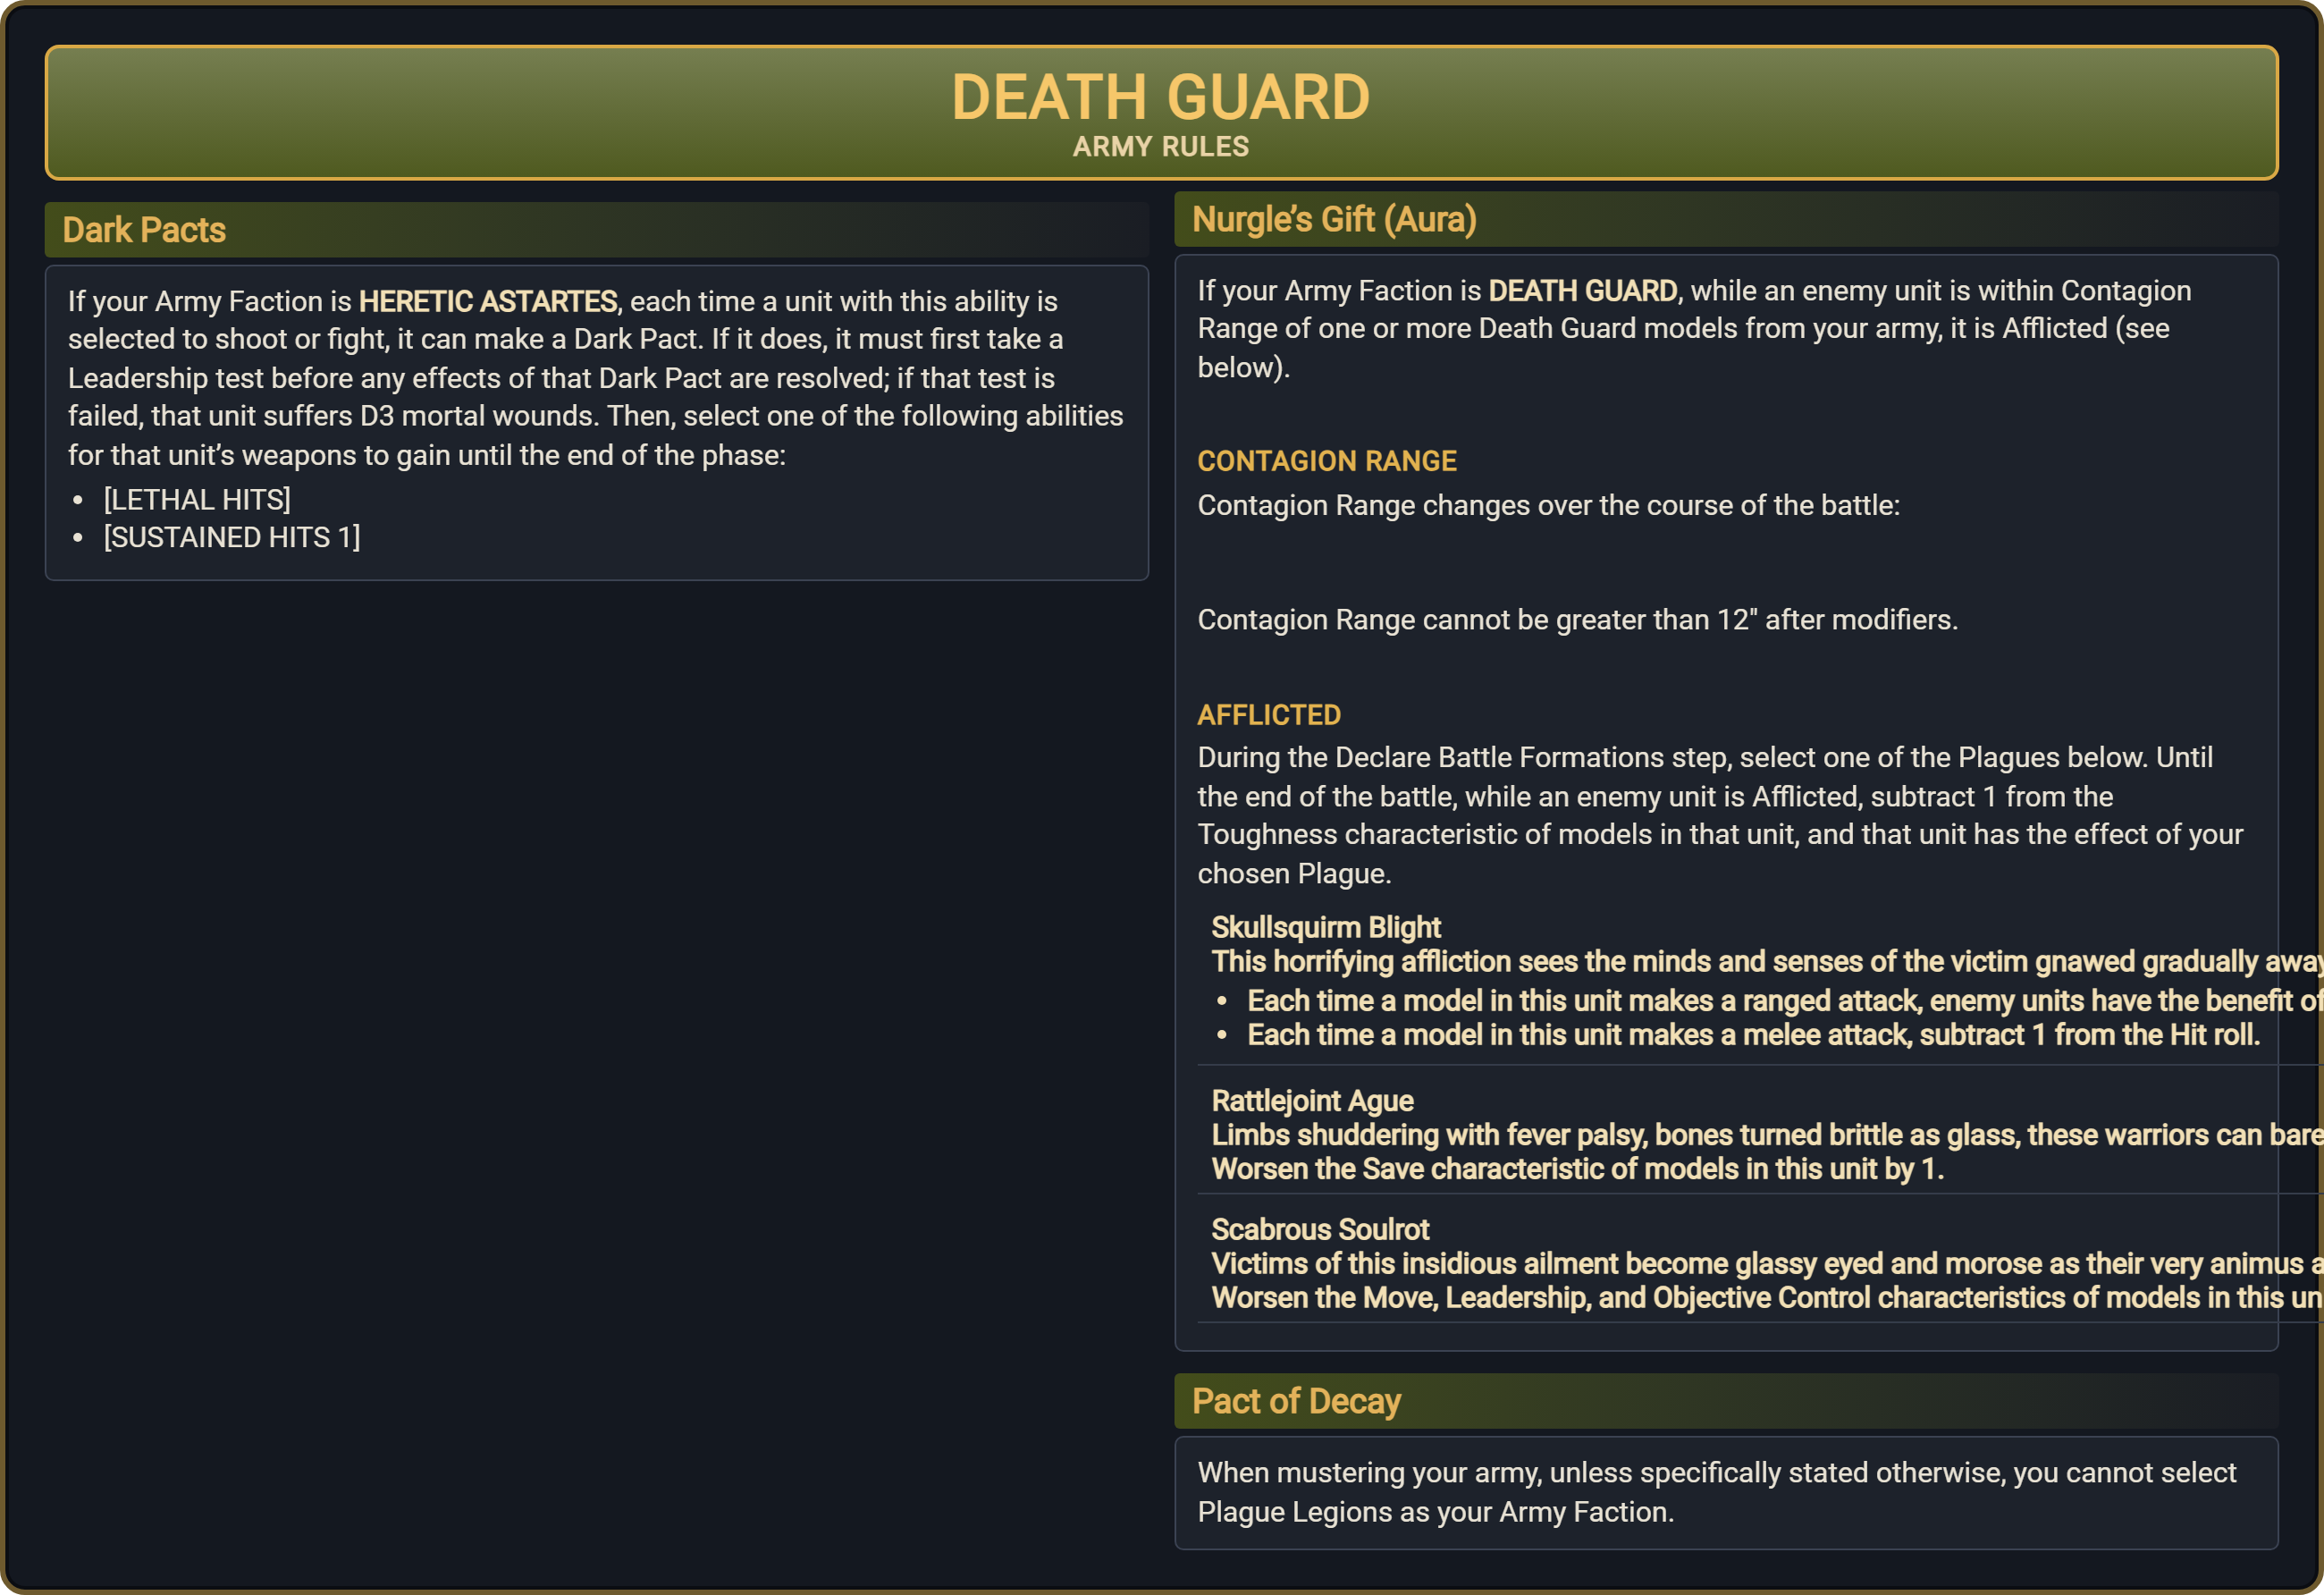 DEATH GUARD
ARMY RULES
Dark Pacts
If your Army Faction is HERETIC ASTARTES, each time a unit with this ability is
selected to shoot or fight, it can make a Dark Pact. If it does, it must first take a
Leadership test before any effects of that Dark Pact are resolved; if that test is
failed, that unit suffers D3 mortal wounds. Then, select one of the following abilities
for that unit’s weapons to gain until the end of the phase:
• [LETHAL HITS]
• [SUSTAINED HITS 1]
Nurgle’s Gift (Aura)
If your Army Faction is DEATH GUARD, while an enemy unit is within Contagion
Range of one or more Death Guard models from your army, it is Afflicted (see
below).
CONTAGION RANGE
Contagion Range changes over the course of the battle:
Contagion Range cannot be greater than 12" after modifiers.
AFFLICTED
During the Declare Battle Formations step, select one of the Plagues below. Until
the end of the battle, while an enemy unit is Afflicted, subtract 1 from the
Toughness characteristic of models in that unit, and that unit has the effect of your
chosen Plague.
Skullsquirm Blight
This horrifying affliction sees the minds and senses of the victim gnawed gradually away
• Each time a model in this unit makes a ranged attack, enemy units have the benefit of
• Each time a model in this unit makes a melee attack, subtract 1 from the Hit roll.
Rattlejoint Ague
Limbs shuddering with fever palsy, bones turned brittle as glass, these warriors can
Worsen the Save characteristic of models in this unit by 1.
Scabrous Soulrot
Victims of this insidious ailment become glassy eyed and morose as their very animus
Worsen the Move, Leadership, and Objective Control characteristics of models in this
Pact of Decay
When mustering your army, unless specifically stated otherwise, you cannot select
Plague Legions as your Army Faction.